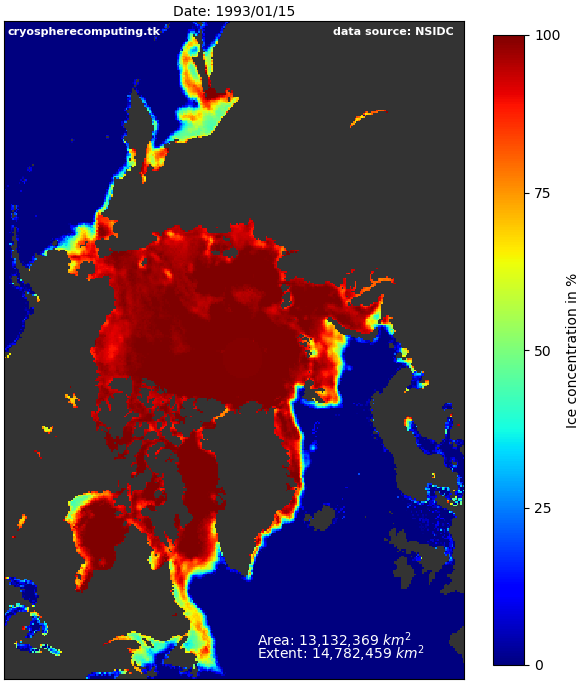 Date: 1993/01/15
cryospherecomputing.tk
data source: NSIDC
100
75
50
25
0
Ice concentration in %
Area: 13,132,369 km²
Extent: 14,782,459 km²